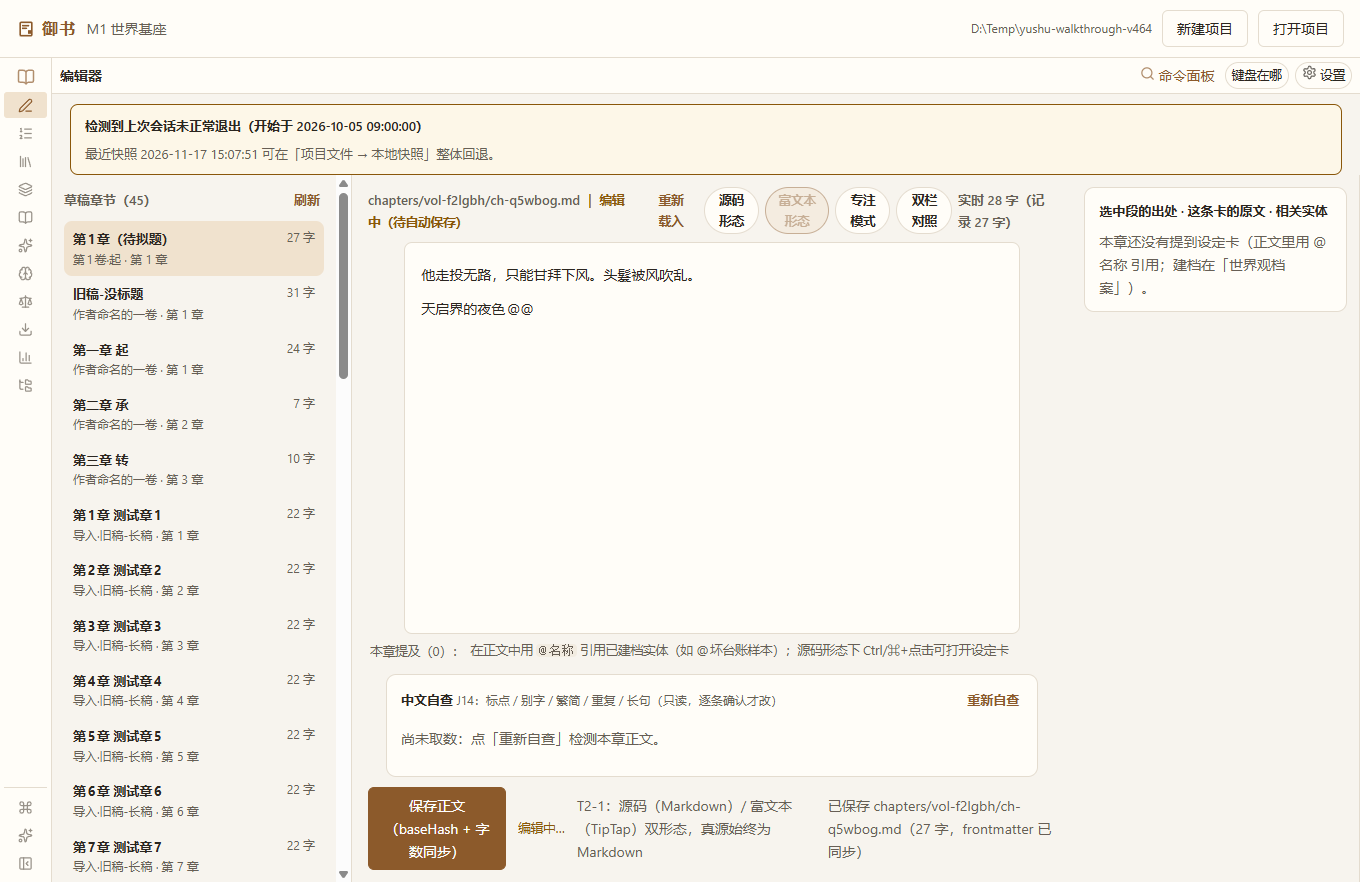 御书 M1 世界基座
D:\Temp\yushu-walkthrough-v464 新建项目 打开项目
编辑器
命令面板 键盘在哪 设置
检测到上次会话未正常退出（开始于 2026-10-05 09:00:00）
最近快照 2026-11-17 15:07:51 可在「项目文件 → 本地快照」整体回退。
草稿章节（45） 刷新
第1章（待拟题） 27 字
第1卷·起 · 第 1 章
旧稿-没标题 31 字
作者命名的一卷 · 第 1 章
第一章 起 24 字
作者命名的一卷 · 第 1 章
第二章 承 7 字
作者命名的一卷 · 第 2 章
第三章 转 10 字
作者命名的一卷 · 第 3 章
第1章 测试章1 22 字
导入·旧稿-长稿 · 第 1 章
第2章 测试章2 22 字
导入·旧稿-长稿 · 第 2 章
第3章 测试章3 22 字
导入·旧稿-长稿 · 第 3 章
第4章 测试章4 22 字
导入·旧稿-长稿 · 第 4 章
第5章 测试章5 22 字
导入·旧稿-长稿 · 第 5 章
第6章 测试章6 22 字
导入·旧稿-长稿 · 第 6 章
第7章 测试章7 22 字
导入·旧稿-长稿 · 第 7 章
chapters/vol-f2lgbh/ch-q5wbog.md | 编辑
中（待自动保存）
重新
载入
源码
形态
富文本
形态
专注
模式
双栏
对照
实时 28 字（记
录 27 字）
他走投无路，只能甘拜下风。头髮被风吹乱。
天启界的夜色@@
本章提及（0）： 在正文中用 @名称 引用已建档实体（如 @坏台账样本）；源码形态下 Ctrl/⌘+点击可打开设定卡
中文自查 J14：标点 / 别字 / 繁简 / 重复 / 长句（只读，逐条确认才改） 重新自查
尚未取数：点「重新自查」检测本章正文。
保存正文
（baseHash + 字
数同步）
编辑中...
T2-1：源码（Markdown）/ 富文本
（TipTap）双形态，真源始终为
Markdown
已保存 chapters/vol-f2lgbh/ch-
q5wbog.md（27 字，frontmatter 已
同步）
选中段的出处 · 这条卡的原文 · 相关实体
本章还没有提到设定卡（正文里用 @
名称 引用；建档在「世界观档
案」）。